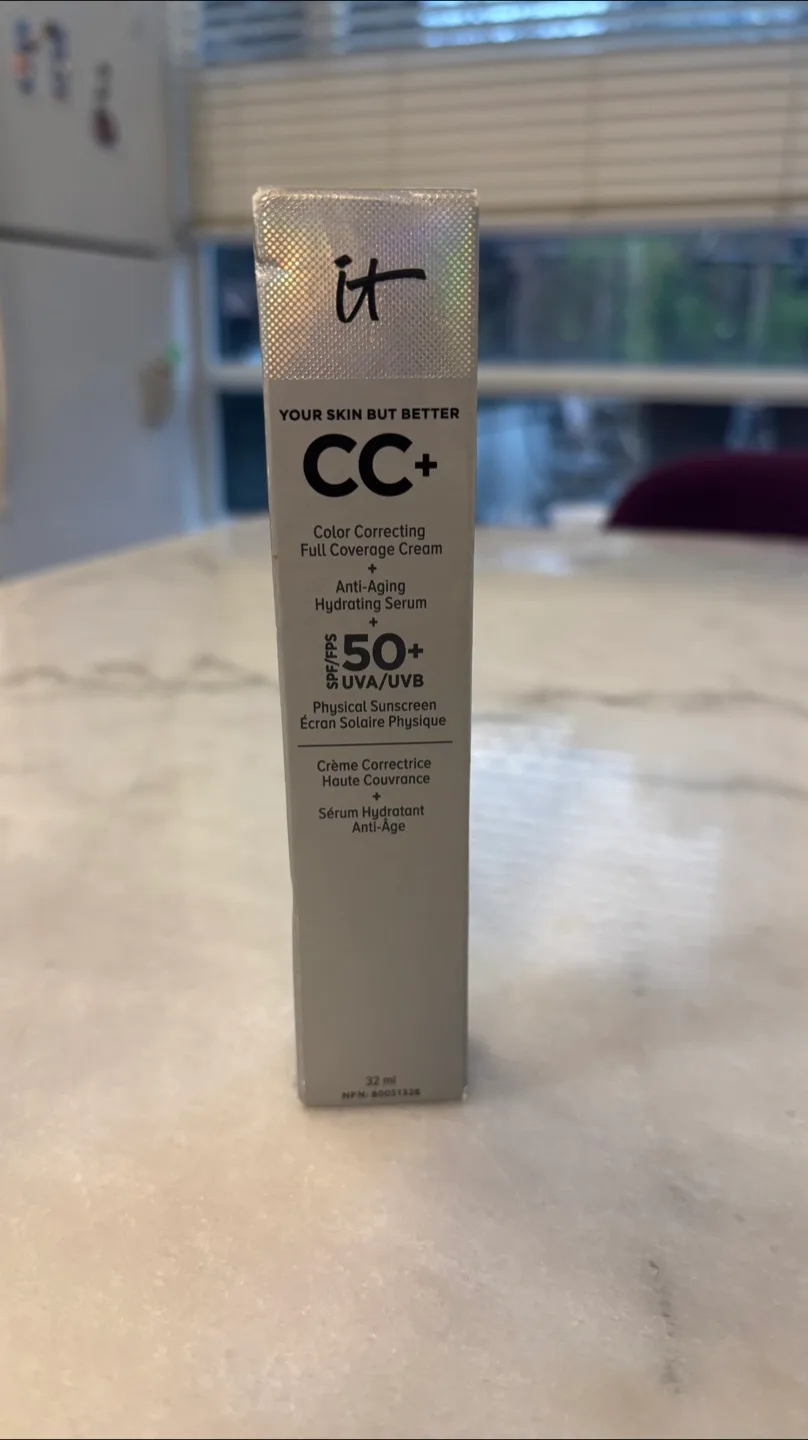 it
YOUR SKIN BUT BETTER
CC+
Color Correcting
Full Coverage Cream
+
Anti-Aging
Hydrating Serum
+
SPF/FPS
50+
UVA/UVB
Physical Sunscreen
Écran Solaire Physique
Crème Correctrice
Haute Couvrance
+
Sérum Hydratant
Anti-Âge
32 ml
NPN: